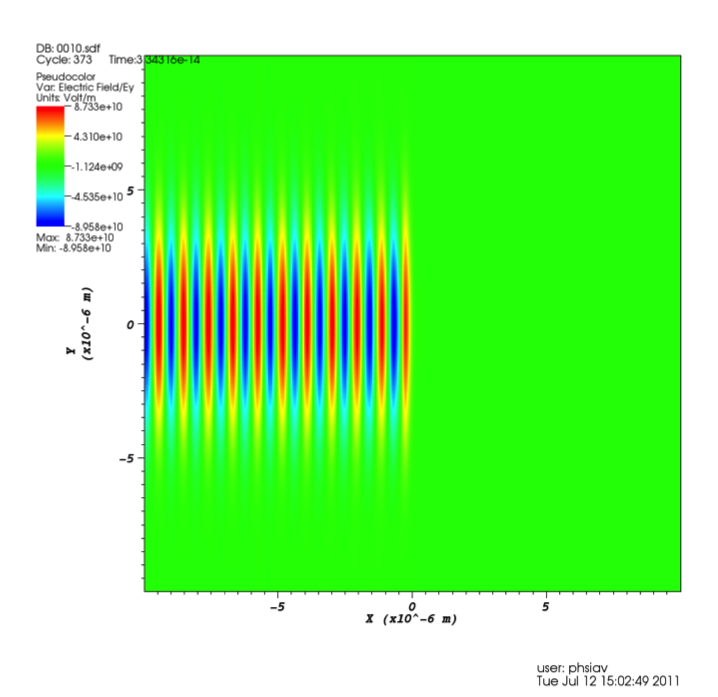 DB: 0010.sdf
Cycle: 373 Time:3.34316e-14
Pseudocolor
Var: Electric Field/Ey
Units: Volt/m
8.733e+10
4.310e+10
-1.124e+09
-4.535e+10
-8.958e+10
Max: 8.733e+10
Min: -8.958e+10
5
0
-5
Y
(x10^-6 m)
-5 0 5
X (x10^-6 m)
user: phsiav
Tue Jul 12 15:02:49 2011